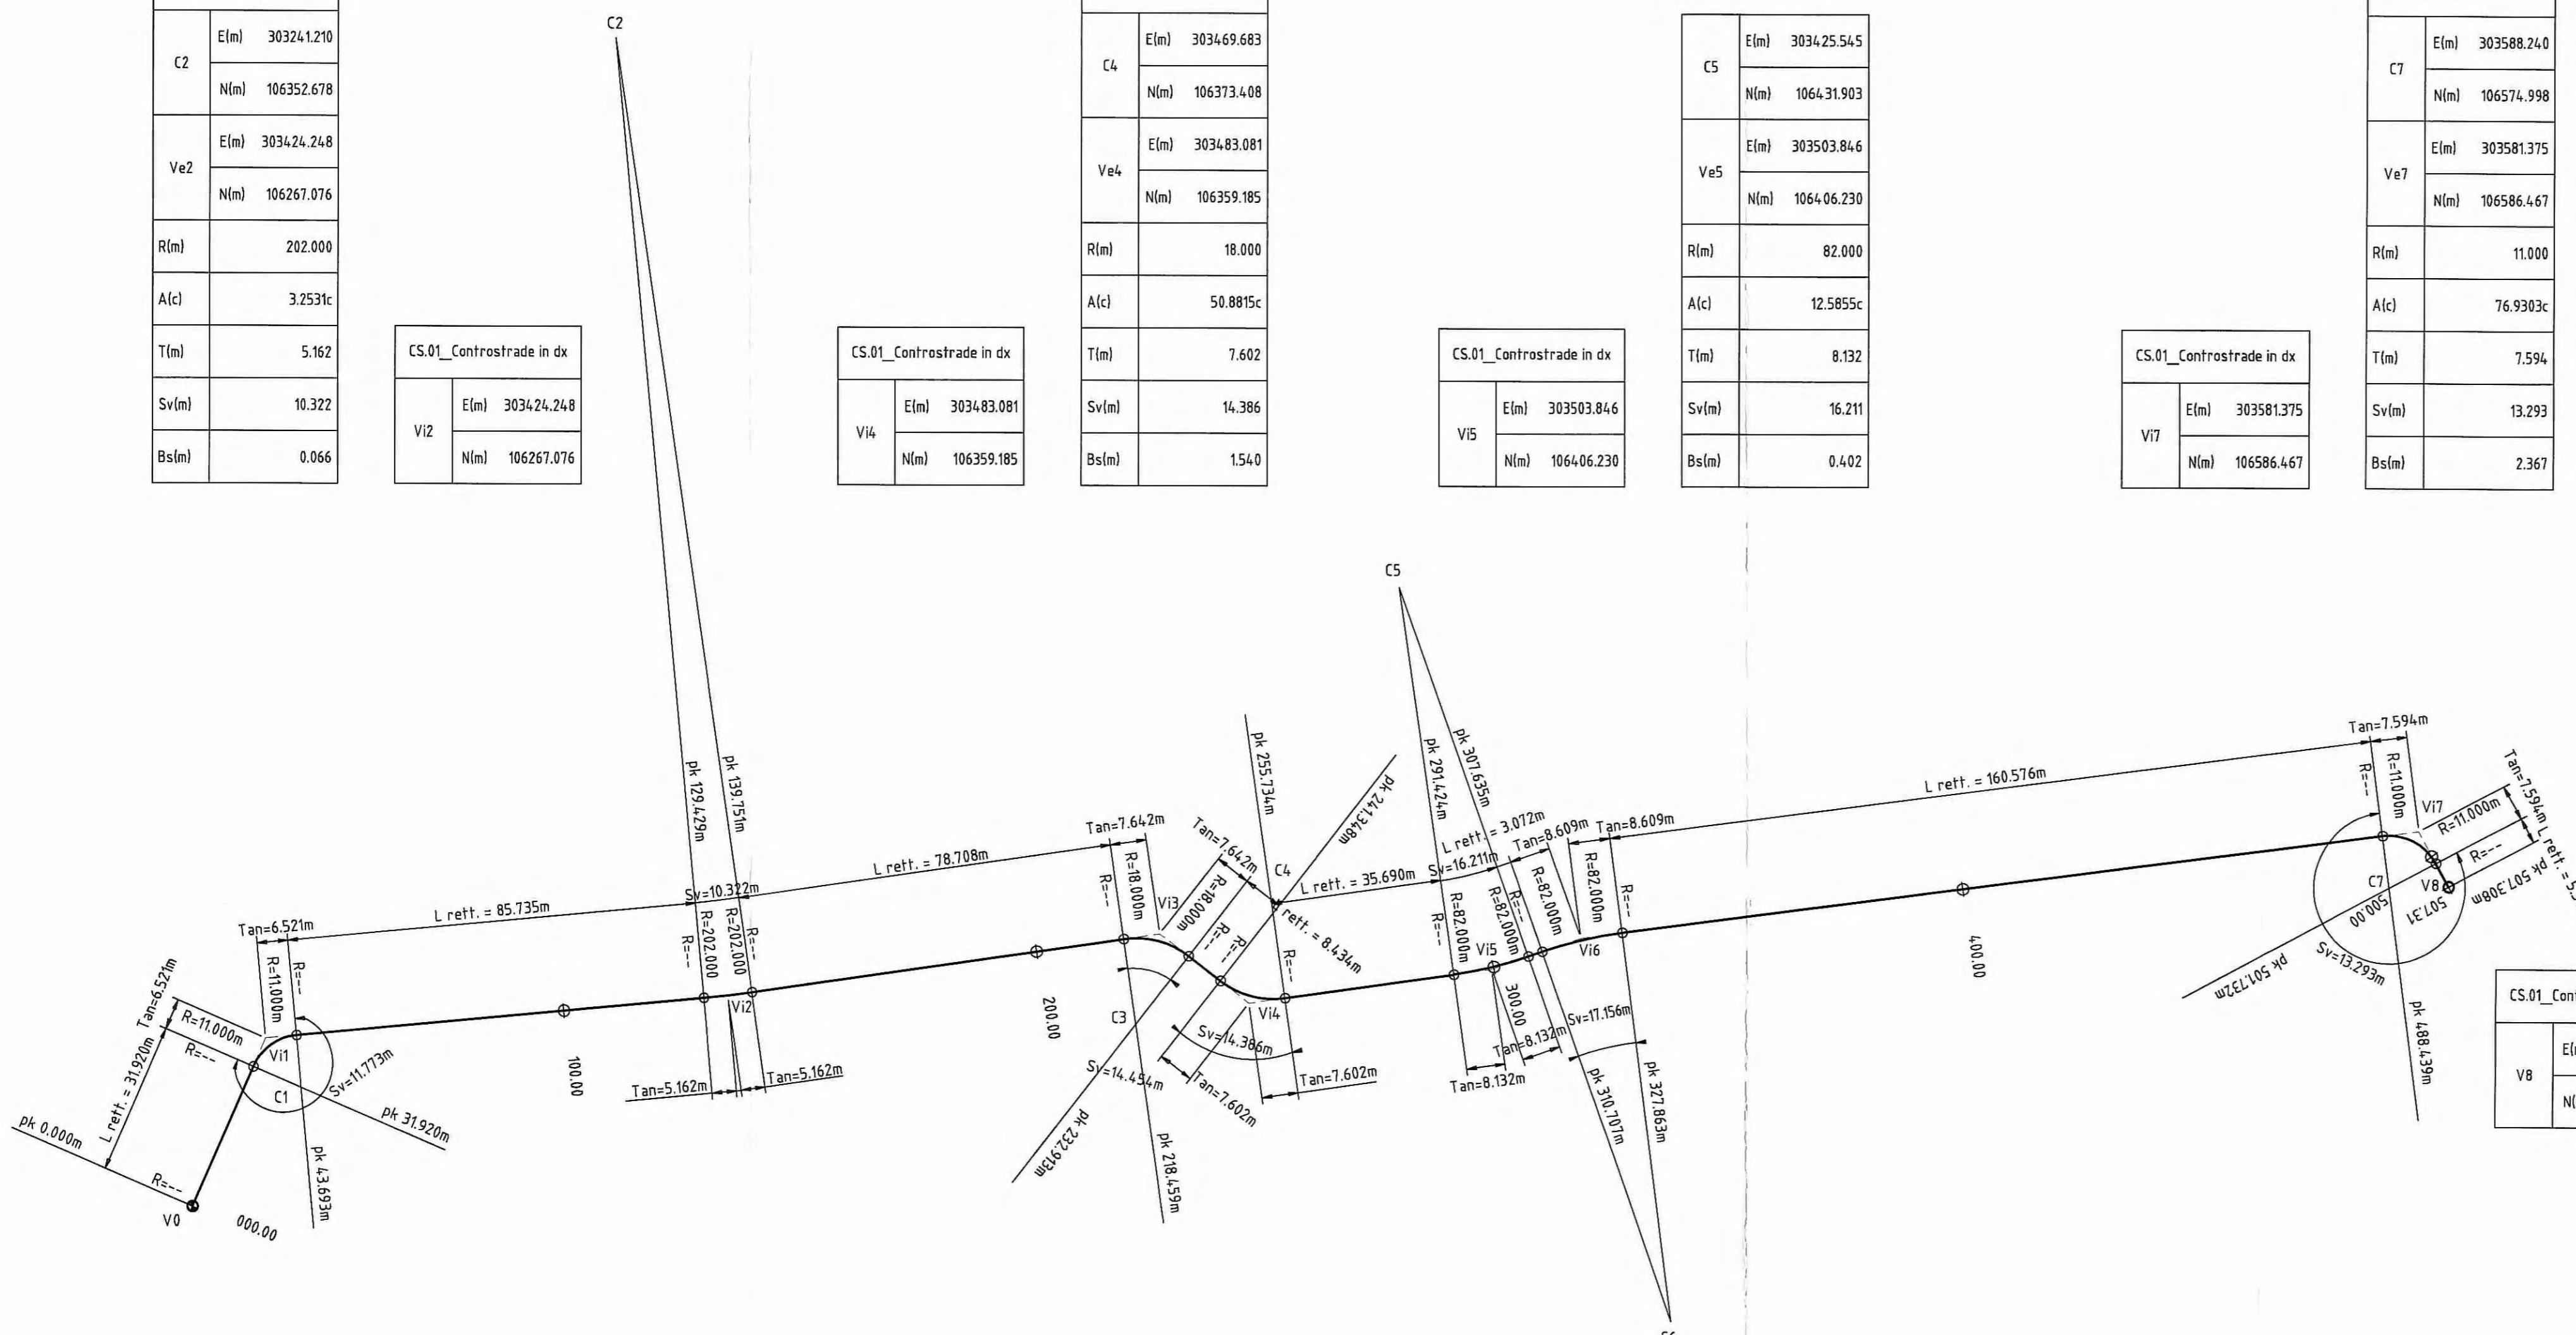 C2
E(m) 303241.210
N(m) 106352.678
Ve2
E(m) 303424.248
N(m) 106267.076
R(m) 202.000
A(c) 3.2531c
T(m) 5.162
Sv(m) 10.322
Bs(m) 0.066
CS.01_Controstrade in dx
Vi2
E(m) 303424.248
N(m) 106267.076
C2
CS.01_Controstrade in dx
Vi4
E(m) 303483.081
N(m) 106359.185
C4
E(m) 303469.683
N(m) 106373.408
Ve4
E(m) 303483.081
N(m) 106359.185
R(m) 18.000
A(c) 50.8815c
T(m) 7.602
Sv(m) 14.386
Bs(m) 1.540
CS.01_Controstrade in dx
Vi5
E(m) 303503.846
N(m) 106406.230
C5
E(m) 303425.545
N(m) 106431.903
Ve5
E(m) 303503.846
N(m) 106406.230
R(m) 82.000
A(c) 12.5855c
T(m) 8.132
Sv(m) 16.211
Bs(m) 0.402
CS.01_Controstrade in dx
Vi7
E(m) 303581.375
N(m) 106586.467
C7
E(m) 303588.240
N(m) 106574.998
Ve7
E(m) 303581.375
N(m) 106586.467
R(m) 11.000
A(c) 76.9303c
T(m) 7.594
Sv(m) 13.293
Bs(m) 2.367
pk 0.000m
L rett. = 31.920m
Tan=6.521m
R=11.000m
R=---
R=---
V0
000.00
Vi1
C1
Sv=11.773m
pk 31.920m
pk 43.693m
Tan=6.521m
R=11.000m
R=---
L rett. = 85.735m
100.00
pk 129.429m
pk 139.751m
Sv=10.322m
R=---
R=202.000
R=202.000
R=---
Vi2
Tan=5.162m
Tan=5.162m
L rett. = 78.708m
200.00
Tan=7.642m
R=---
R=18.000m
Vi3
Tan=7.642m
R=18.000m
R=---
R=---
C3
Sv=14.454m
pk 232.913m
pk 218.459m
pk 255.734m
pk 241.348m
C4
rett. = 8.434m
R=---
Vi4
Sv=14.386m
Tan=7.602m
Tan=7.602m
L rett. = 35.690m
C5
pk 291.424m
pk 307.635m
Sv=16.211m
L rett. = 3.072m
R=---
R=82.000m
R=82.000m
R=---
Vi5
300.00
Tan=8.132m
Tan=8.132m
Tan=8.609m
Tan=8.609m
R=82.000m
R=82.000m
R=---
Vi6
Sv=17.156m
pk 310.707m
pk 327.863m
L rett. = 160.576m
400.00
Tan=7.594m
R=---
R=11.000m
Vi7
Tan=7.594m
R=11.000m
R=---
L rett. = 5.5
C7
V8
500.00
507.31
pk 507.308m
pk 501.732m
Sv=13.293m
pk 488.439m
CS.01_Con
V8
E(
N(